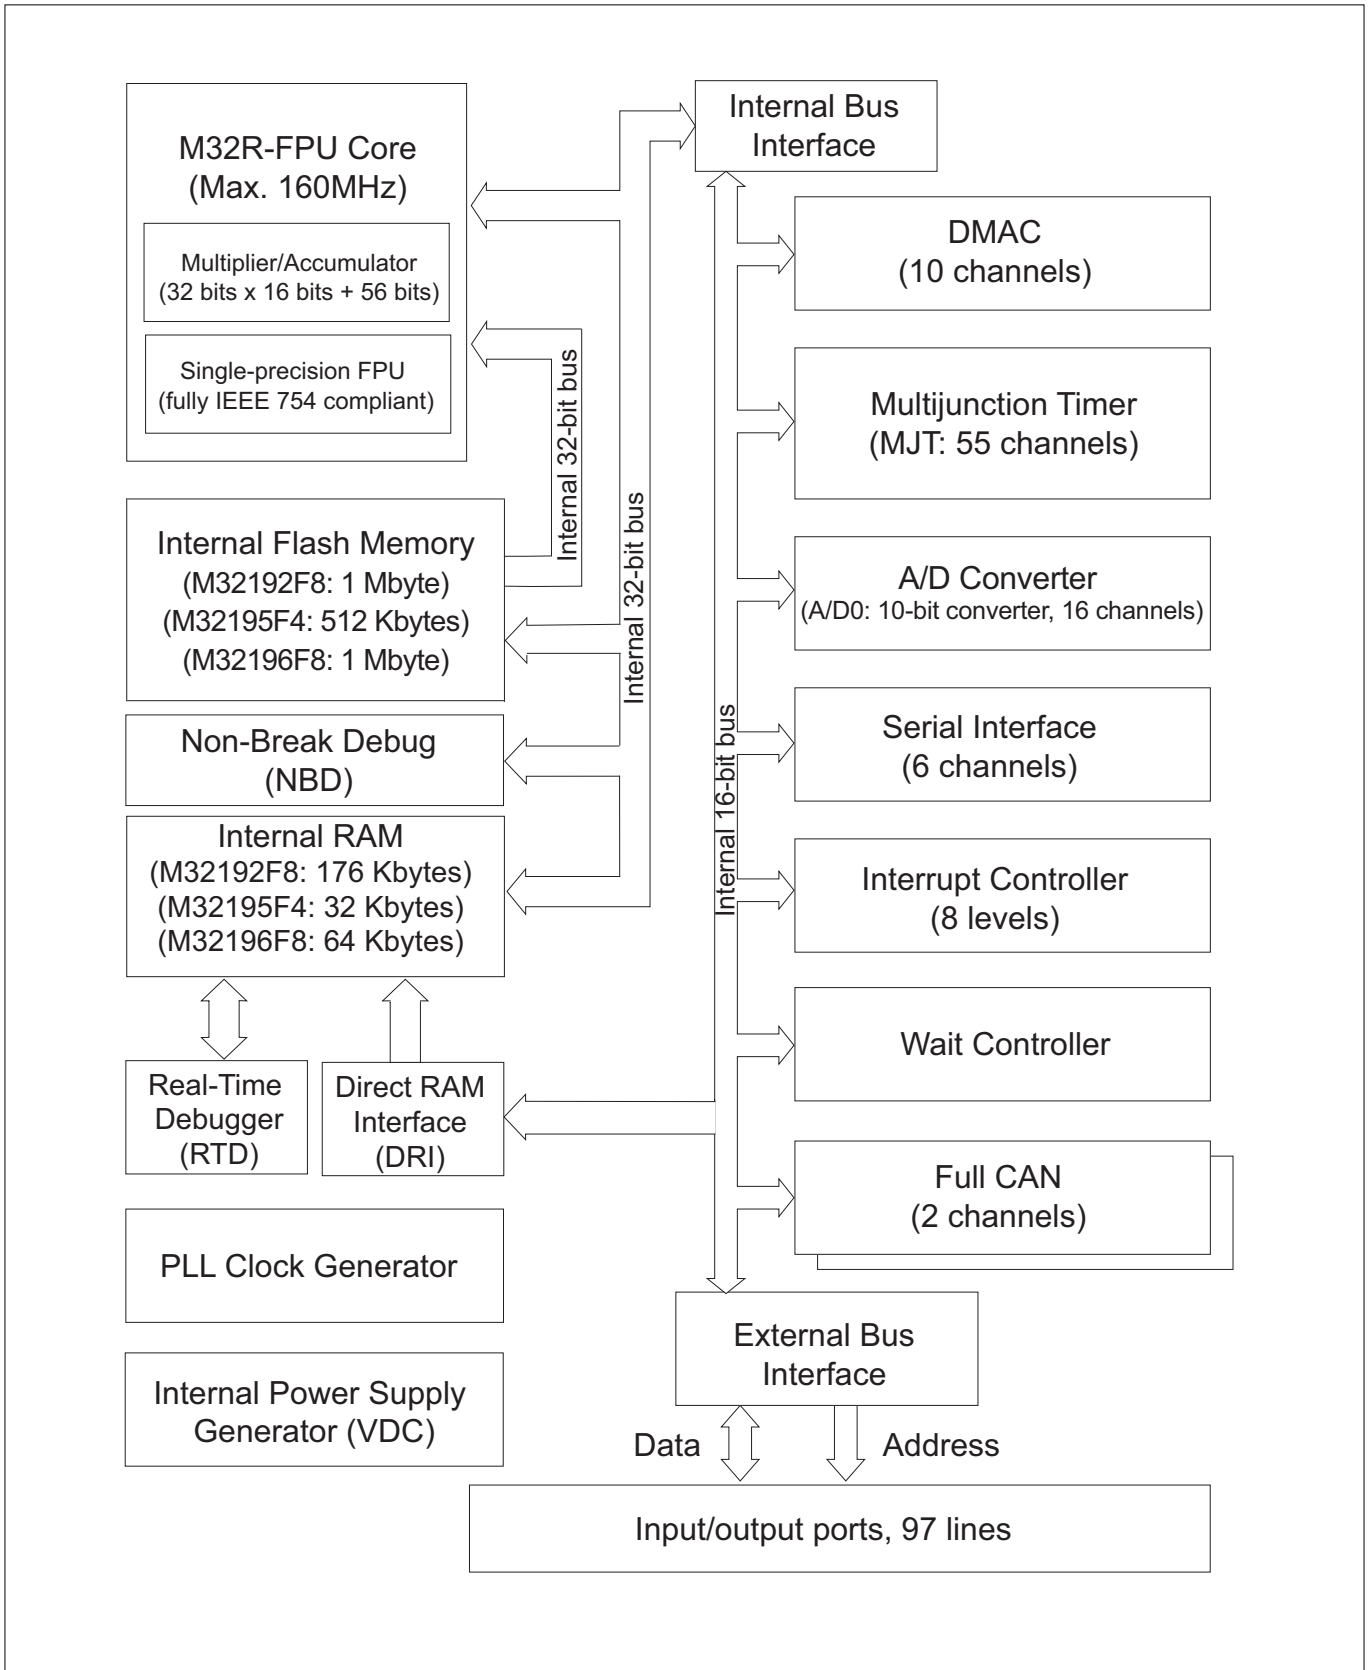 M32R-FPU Core
(Max. 160MHz)
Multiplier/Accumulator
(32 bits x 16 bits + 56 bits)
Single-precision FPU
(fully IEEE 754 compliant)
Internal Flash Memory
(M32192F8: 1 Mbyte)
(M32195F4: 512 Kbytes)
(M32196F8: 1 Mbyte)
Non-Break Debug
(NBD)
Internal RAM
(M32192F8: 176 Kbytes)
(M32195F4: 32 Kbytes)
(M32196F8: 64 Kbytes)
Real-Time
Debugger
(RTD)
Direct RAM
Interface
(DRI)
PLL Clock Generator
Internal Power Supply
Generator (VDC)
Internal 32-bit bus
Internal 32-bit bus
Internal 16-bit bus
Internal Bus
Interface
DMAC
(10 channels)
Multijunction Timer
(MJT: 55 channels)
A/D Converter
(A/D0: 10-bit converter, 16 channels)
Serial Interface
(6 channels)
Interrupt Controller
(8 levels)
Wait Controller
Full CAN
(2 channels)
External Bus
Interface
Data
Address
Input/output ports, 97 lines